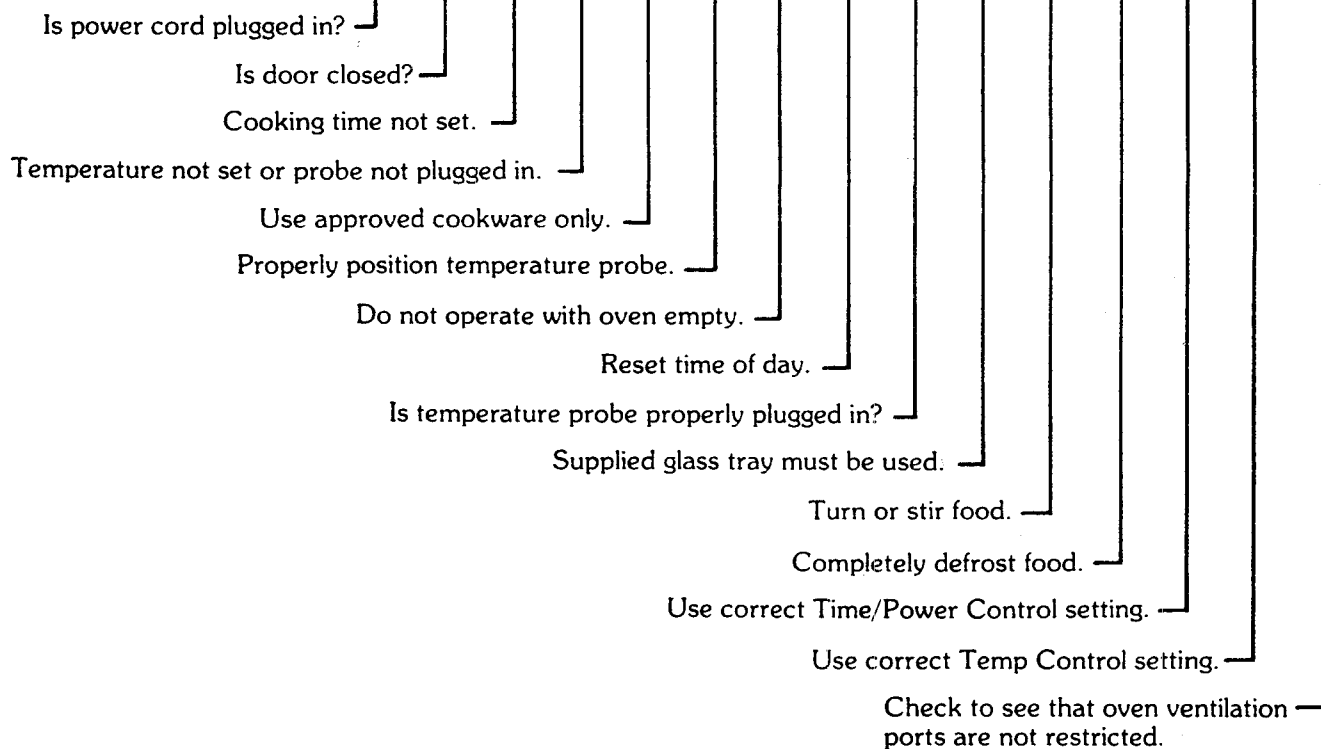 Is power cord plugged in?
Is door closed?
Cooking time not set.
Temperature not set or probe not plugged in.
Use approved cookware only.
Properly position temperature probe.
Do not operate with oven empty.
Reset time of day.
Is temperature probe properly plugged in?
Supplied glass tray must be used.
Turn or stir food.
Completely defrost food.
Use correct Time/Power Control setting.
Use correct Temp Control setting.
Check to see that oven ventilation
ports are not restricted.